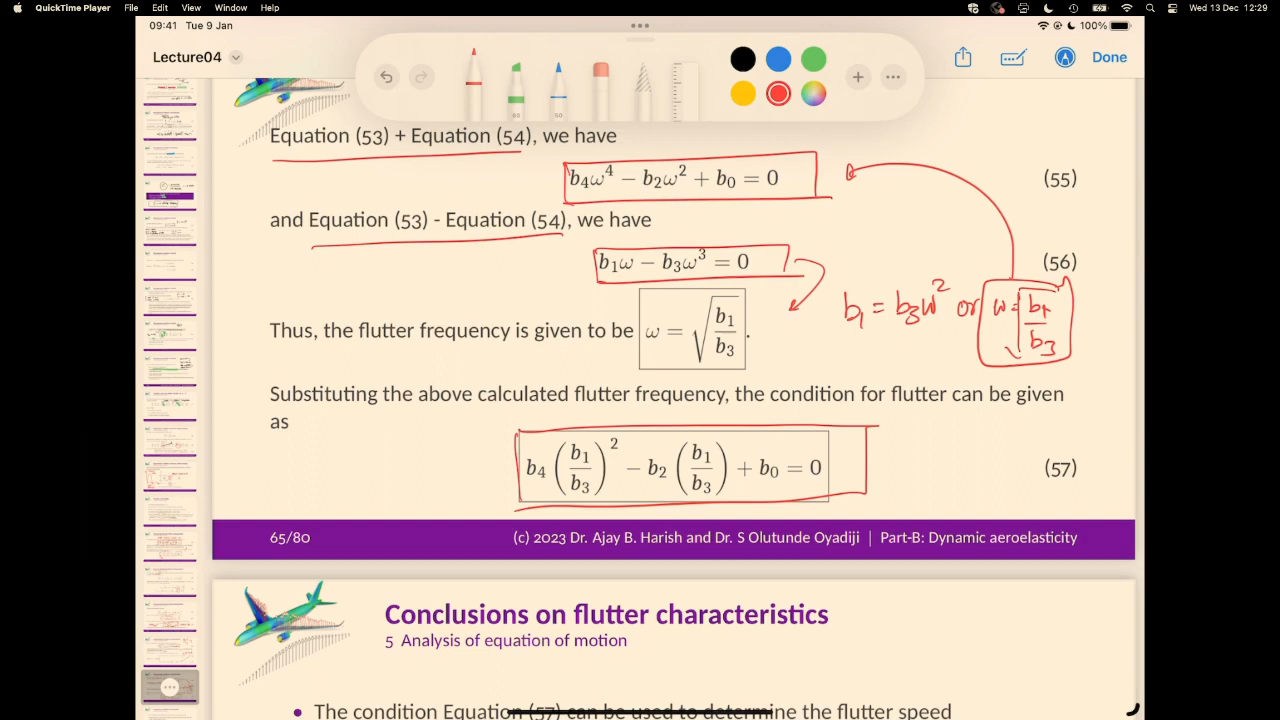 QuickTime Player File Edit View Window Help
Wed 13 Dec 12:29
09:41 Tue 9 Jan
100%
Lecture04
88
50
Done
Equation (53) + Equation (54), we have
b₄ω⁴ − b₂ω² + b₀ = 0 (55)
and Equation (53) - Equation (54), we have
b₁ω − b₃ω³ = 0 (56)
b₁ = b₃ω² or ω = √(b₁/b₃)
Thus, the flutter frequency is given to be ω = √(b₁/b₃).
Substituting the above calculated flutter frequency, the condition for flutter can be given
as
b₄ (b₁/b₃)² − b₂ (b₁/b₃) + b₀ = 0 (57)
65/80 (c) 2023 Dr. Ajay B. Harish and Dr. S Olutunde Oyadiji | Part-B: Dynamic aeroelasticity
Conclusions on flutter characteristics
5 Analysis of equation of motion
• The condition Equation (57) can be used to determine the flutter speed